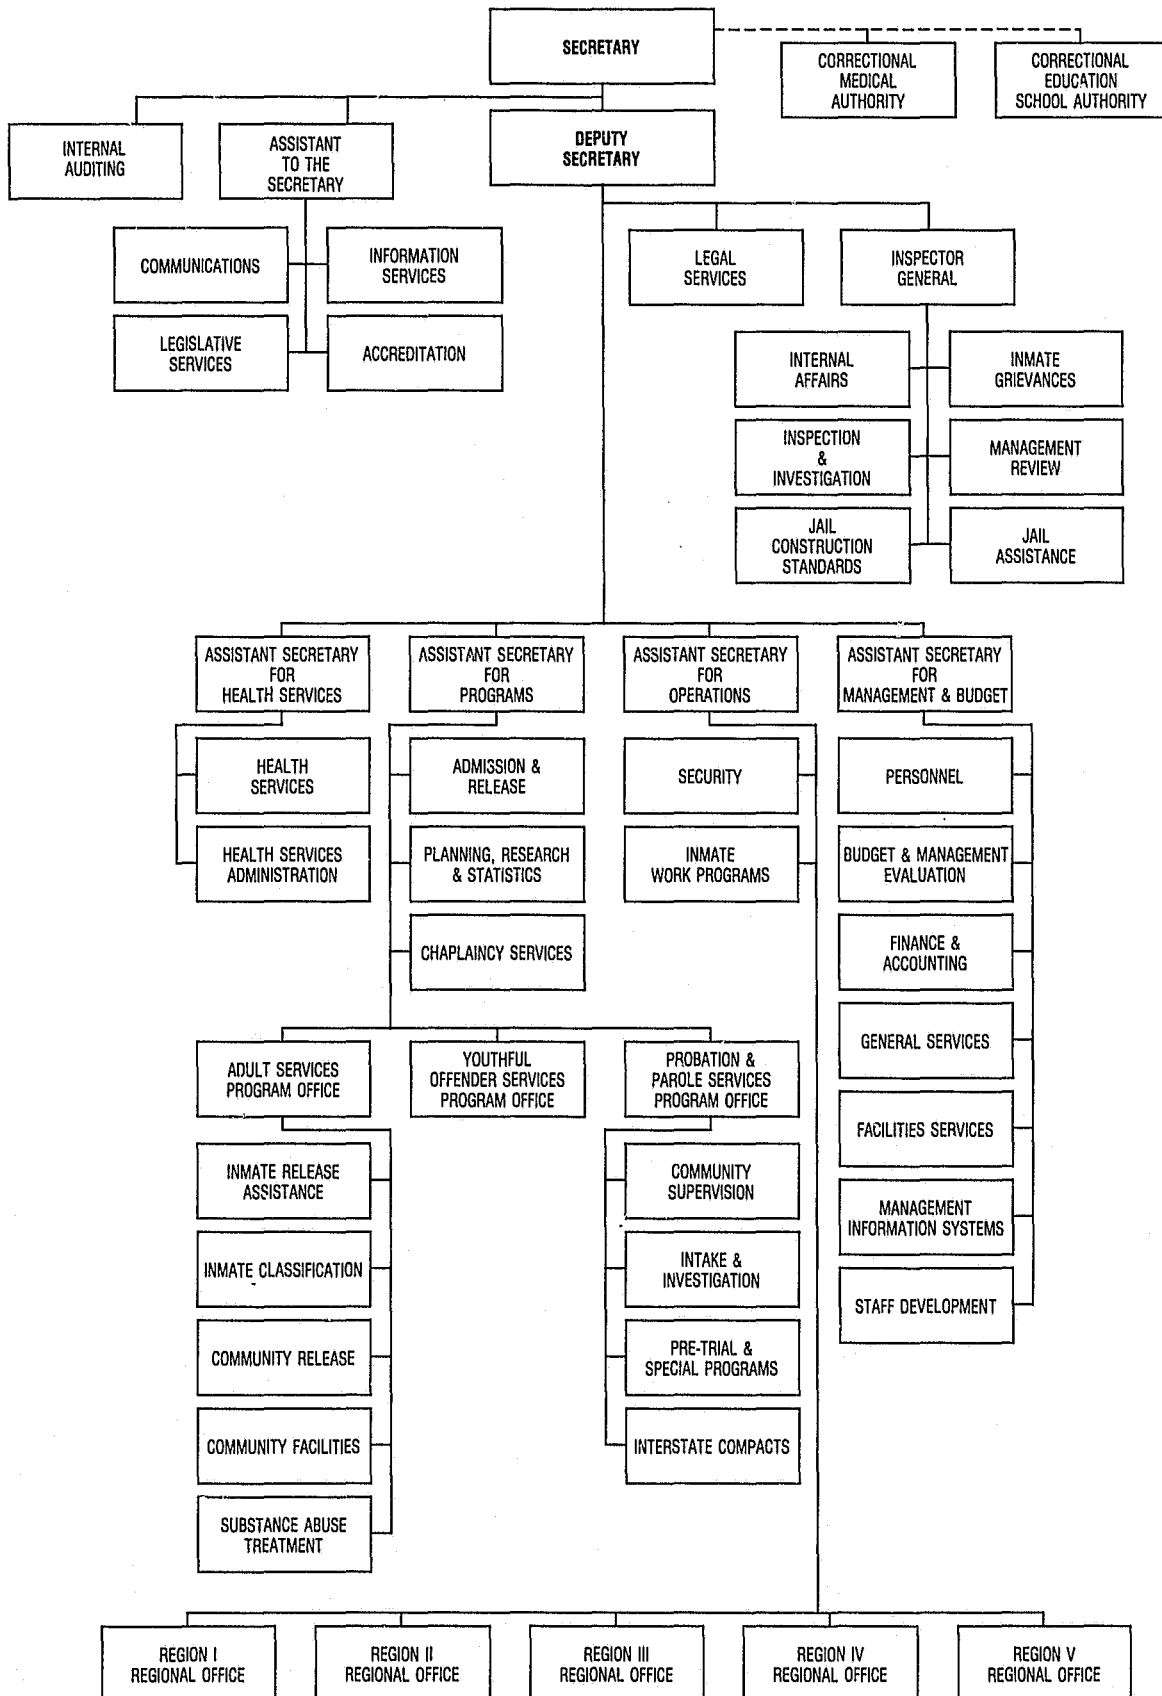 SECRETARY
CORRECTIONAL
MEDICAL
AUTHORITY
CORRECTIONAL
EDUCATION
SCHOOL AUTHORITY
INTERNAL
AUDITING
ASSISTANT
TO THE
SECRETARY
DEPUTY
SECRETARY
COMMUNICATIONS
INFORMATION
SERVICES
LEGISLATIVE
SERVICES
ACCREDITATION
LEGAL
SERVICES
INSPECTOR
GENERAL
INTERNAL
AFFAIRS
INMATE
GRIEVANCES
INSPECTION
&
INVESTIGATION
MANAGEMENT
REVIEW
JAIL
CONSTRUCTION
STANDARDS
JAIL
ASSISTANCE
ASSISTANT SECRETARY
FOR
HEALTH SERVICES
ASSISTANT SECRETARY
FOR
PROGRAMS
ASSISTANT SECRETARY
FOR
OPERATIONS
ASSISTANT SECRETARY
FOR
MANAGEMENT & BUDGET
HEALTH
SERVICES
ADMISSION &
RELEASE
SECURITY
PERSONNEL
HEALTH SERVICES
ADMINISTRATION
PLANNING, RESEARCH
& STATISTICS
INMATE
WORK PROGRAMS
BUDGET & MANAGEMENT
EVALUATION
CHAPLAINCY SERVICES
FINANCE &
ACCOUNTING
ADULT SERVICES
PROGRAM OFFICE
YOUTHFUL
OFFENDER SERVICES
PROGRAM OFFICE
PROBATION &
PAROLE SERVICES
PROGRAM OFFICE
GENERAL SERVICES
INMATE RELEASE
ASSISTANCE
COMMUNITY
SUPERVISION
FACILITIES SERVICES
INMATE CLASSIFICATION
INTAKE &
INVESTIGATION
MANAGEMENT
INFORMATION SYSTEMS
COMMUNITY RELEASE
PRE-TRIAL &
SPECIAL PROGRAMS
STAFF DEVELOPMENT
COMMUNITY FACILITIES
INTERSTATE COMPACTS
SUBSTANCE ABUSE
TREATMENT
REGION I
REGIONAL OFFICE
REGION II
REGIONAL OFFICE
REGION III
REGIONAL OFFICE
REGION IV
REGIONAL OFFICE
REGION V
REGIONAL OFFICE